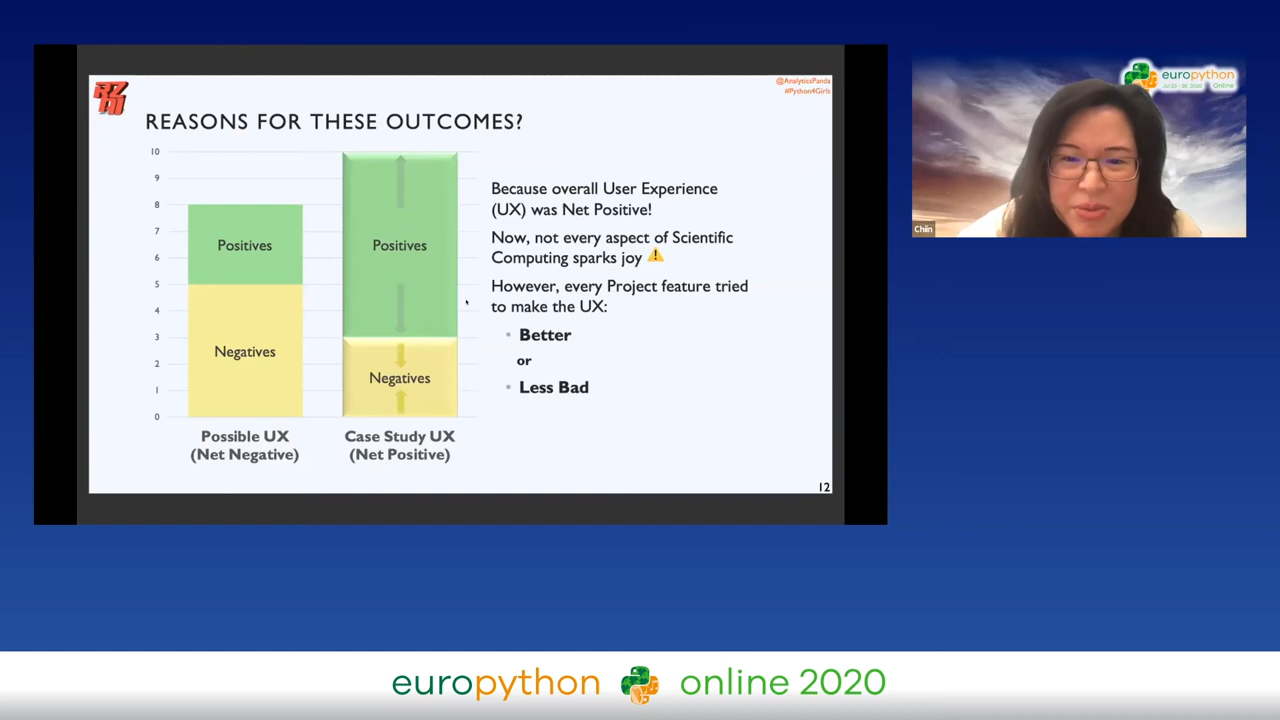 @AnalyticsPanda
#Python4Girls
REASONS FOR THESE OUTCOMES?
10
9
8
7
6
5
4
3
2
1
0
Positives
Negatives
Positives
Negatives
Possible UX
(Net Negative)
Case Study UX
(Net Positive)
Because overall User Experience
(UX) was Net Positive!
Now, not every aspect of Scientific
Computing sparks joy
However, every Project feature tried
to make the UX:
• Better
or
• Less Bad
12
europython
Online
Chiin
europython online 2020